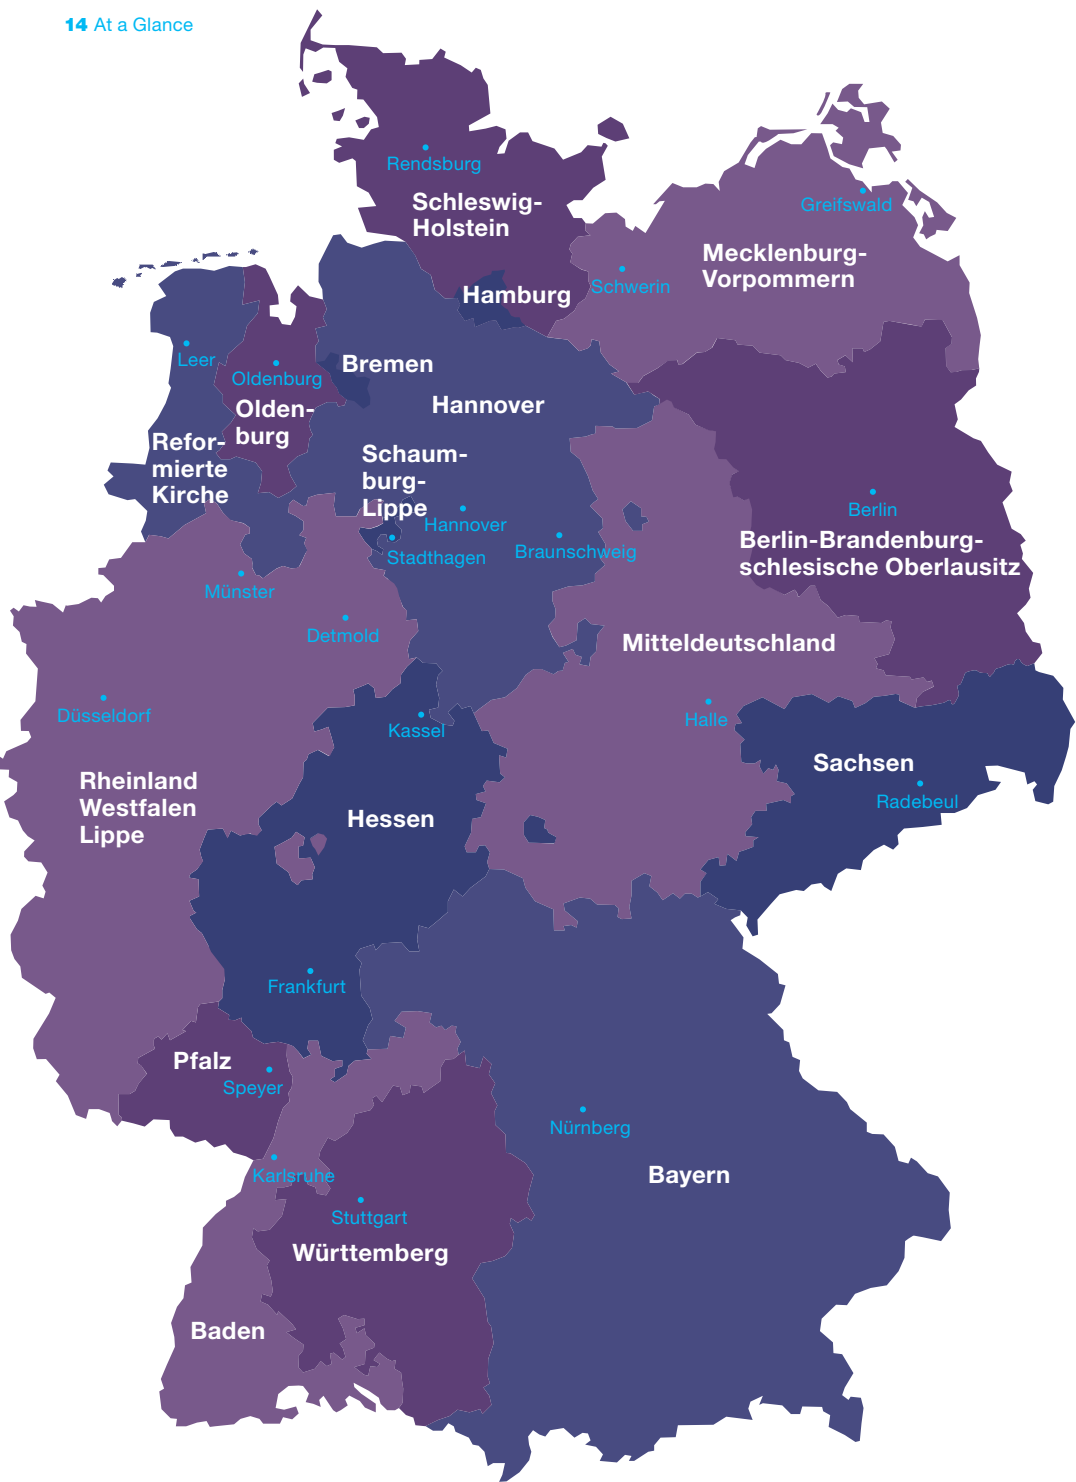 14 At a Glance
Rendsburg
Schleswig-
Holstein
Greifswald
Mecklenburg-
Vorpommern
Schwerin
Hamburg
Leer
Oldenburg
Bremen
Olden-
burg
Hannover
Refor-
mierte
Kirche
Schaum-
burg-
Lippe
Hannover
Stadthagen
Braunschweig
Berlin
Berlin-Brandenburg-
schlesische Oberlausitz
Münster
Detmold
Mitteldeutschland
Düsseldorf
Kassel
Halle
Rheinland
Westfalen
Lippe
Hessen
Sachsen
Radebeul
Frankfurt
Pfalz
Speyer
Nürnberg
Karlsruhe
Bayern
Stuttgart
Württemberg
Baden